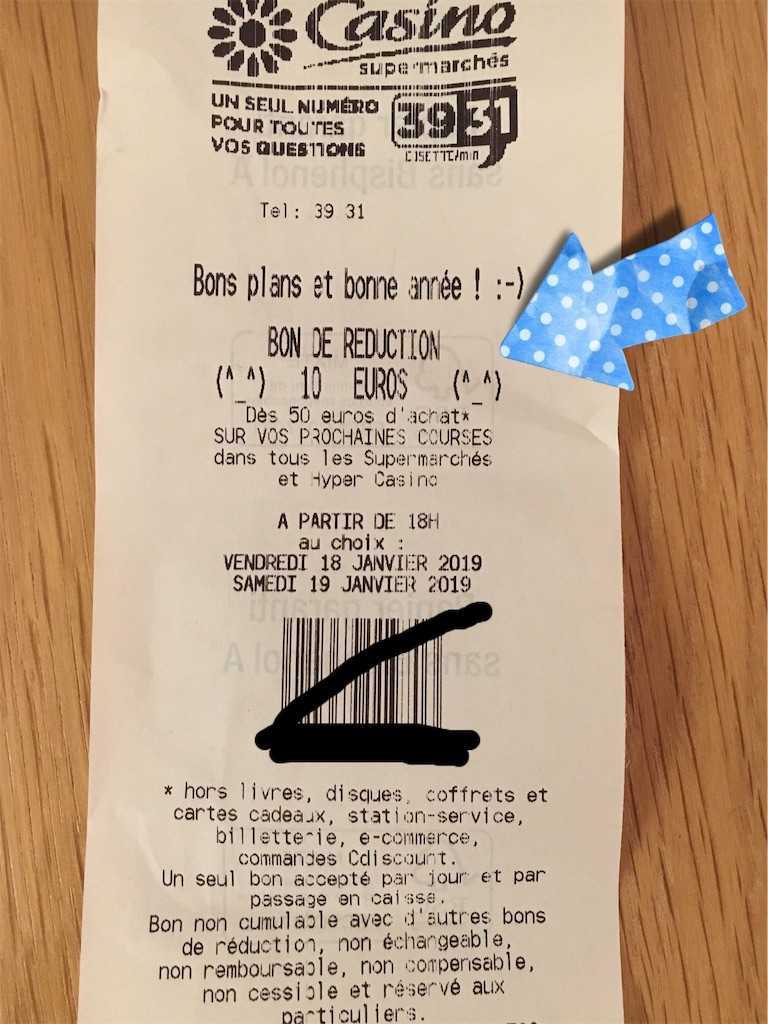 Casino
supermarchés
UN SEUL NUMÉRO
POUR TOUTES
VOS QUESTIONS
3931
0.15ETTC/min
Tel: 39 31
Bons plans et bonne année ! :-)
BON DE REDUCTION
(^_^) 10 EUROS (^_^)
Dès 50 euros d'achat*
SUR VOS PROCHAINES COURSES
dans tous les Supermarchés
et Hyper Casino
A PARTIR DE 18H
au choix :
VENDREDI 18 JANVIER 2019
SAMEDI 19 JANVIER 2019
* hors livres, disques, coffrets et
cartes cadeaux, station-service,
billetterie, e-commerce,
commandes Cdiscount.
Un seul bon accepté par jour et par
passage en caisse.
Bon non cumulable avec d'autres bons
de réduction, non échangeable,
non remboursable, non compensable,
non cessible et réservé aux
particuliers.